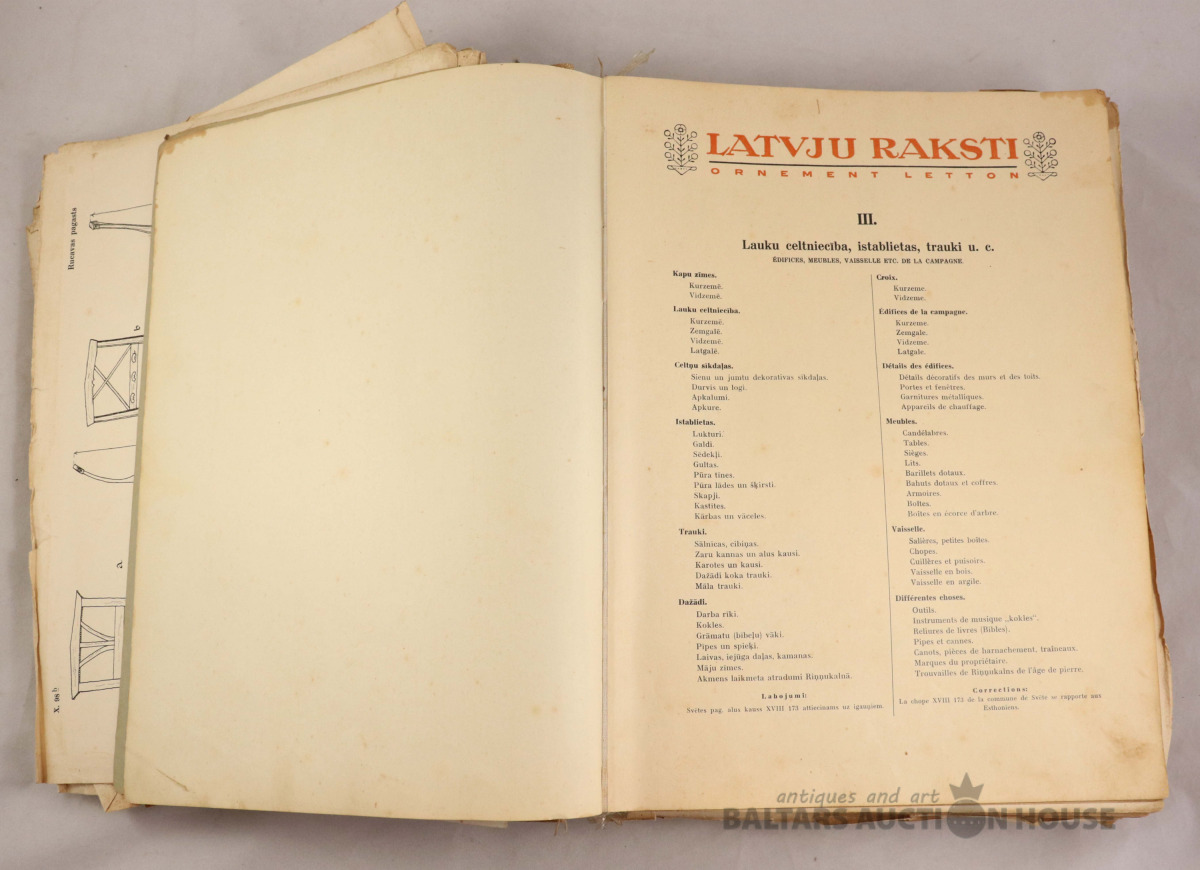 Rucavas pagasta
b
a
X. 98 b
LATVJU RAKSTI
ORNEMENT LETTON
III.
Lauku celtniecība, istablietas, trauki u. c.
ÉDIFICES, MEUBLES, VAISSELLE ETC. DE LA CAMPAGNE.
Kapu zīmes.
Kurzemē.
Vidzemē.
Lauku celtniecība.
Kurzemē.
Zemgalē.
Vidzemē.
Latgalē.
Celtņu sīkdaļas.
Sienu un jumtu dekorativas sīkdaļas.
Durvis un logi.
Apkalumi.
Apkure.
Istablietas.
Lukturi.
Galdi.
Sēdekļi.
Gultas.
Pūra tines.
Pūra lādes un šķirsti.
Skapji.
Kastītes.
Kārbas un vāceles.
Trauki.
Sālnīcas, cibiņas.
Zaru kannas un alus kausi.
Karotes un kausi.
Dažādi koka trauki.
Māla trauki.
Dažādi.
Darba rīki.
Kokles.
Grāmatu (bībeļu) vāki.
Pīpes un spieķi.
Laivas, iejūga daļas, kamanas.
Māju zīmes.
Akmens laikmeta atradumi Riņņukalnā.
Labojumi:
Svētes pag. alus kauss XVIII 173 attiecinams uz igauņiem.
Croix.
Kurzeme.
Vidzeme.
Édifices de la campagne.
Kurzeme.
Zemgale.
Vidzeme.
Latgale.
Détails des édifices.
Détails décoratifs des murs et des toits.
Portes et fenêtres.
Garnitures métalliques.
Appareils de chauffage.
Meubles.
Candélabres.
Tables.
Sièges.
Lits.
Barillets dotaux.
Bahuts dotaux et coffres.
Armoires.
Boîtes.
Boîtes en écorce d'arbre.
Vaisselle.
Salières, petites boîtes.
Chopes.
Cuillères et puisoirs.
Vaisselle en bois.
Vaisselle en argile.
Différentes choses.
Outils.
Instruments de musique „kokles“.
Reliures de livres (Bibles).
Pipes et cannes.
Canots, pièces de harnachement, traîneaux.
Marques du propriétaire.
Trouvailles de Riņņukalns de l'âge de pierre.
Corrections:
La chope XVIII 173 de la commune de Svēte se rapporte aux
Esthoniens.
antiques and art
BALTARS AUCTION HOUSE